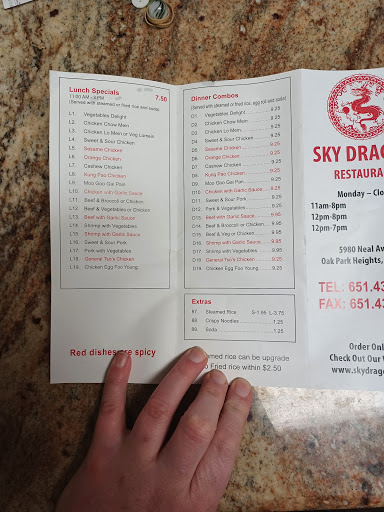 Lunch Specials
11:00 AM
7.50
(Served with steamed or fried rice and soda)
L1. Vegetables Delight
L2. Chicken Chow Mein
L3. Chicken Lo Mein or Veg Lomein
L4. Sweet & Sour Chicken
L5. Sesame Chicken
L6. Orange Chicken
L7. Cashew Chicken
L8. Kung Pao Chicken
L9. Moo Goo Gai Pan
L10. Chicken with Garlic Sauce
L11. Beef & Broccoli or Chicken
L12. Beef & Vegetables or Chicken
L13. Beef with Garlic Sauce
L14. Shrimp with Vegetables
L15. Shrimp with Garlic Sauce
L16. Sweet & Sour Pork
L17. Pork with Vegetables
L18. General Tso's Chicken
L19. Chicken Egg Foo Young
Red dishes are spicy
Dinner Combos
(Served with steamed or fried rice, egg roll and soda)
D1. Vegetables Delight 9.25
D2. Chicken Chow Mein 9.25
D3. Chicken Lo Mein 9.25
D4. Sweet & Sour Chicken 9.25
D5. Sesame Chicken 9.25
D6. Orange Chicken 9.25
D7. Cashew Chicken 9.25
D8. Kung Pao Chicken 9.25
D9. Moo Goo Gai Pan 9.25
D10. Chicken with Garlic Sauce 9.25
D11. Sweet & Sour Pork 9.25
D12. Pork & Vegetables 9.25
D13. Beef with Garlic Sauce 9.95
D14. Beef & Broccoli or Chicken 9.95
D15. Beef & Veg or Chicken 9.95
D16. Shrimp with Garlic Sauce 9.95
D17. Shrimp with Vegetables 9.95
D18. General Tso's Chicken 9.25
D19. Chicken Egg Foo Young 9.95
Extras
97. Steamed Rice S-1.95 L-3.75
98. Crispy Noodles 1.25
99. Soda 1.25
rice can be upgrade
Fried rice within $2.50
SKY DRAG
RESTAURA
Monday – Clo
11am-8pm
12pm-8pm
12pm-7pm
5980 Neal Av
Oak Park Heights,
TEL: 651.43
FAX: 651.43
Order Onl
Check Out Our
www.skydrag